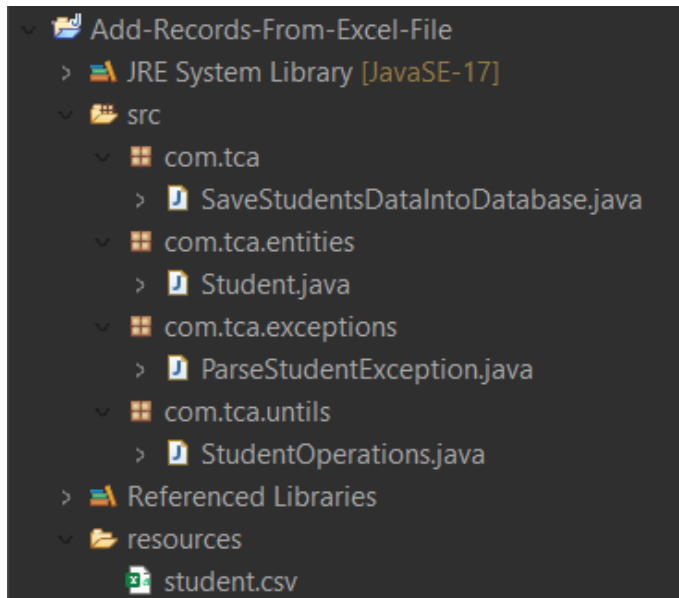 Add-Records-From-Excel-File
JRE System Library [JavaSE-17]
src
com.tca
SaveStudentsDataIntoDatabase.java
com.tca.entities
Student.java
com.tca.exceptions
ParseStudentException.java
com.tca.untils
StudentOperations.java
Referenced Libraries
resources
student.csv